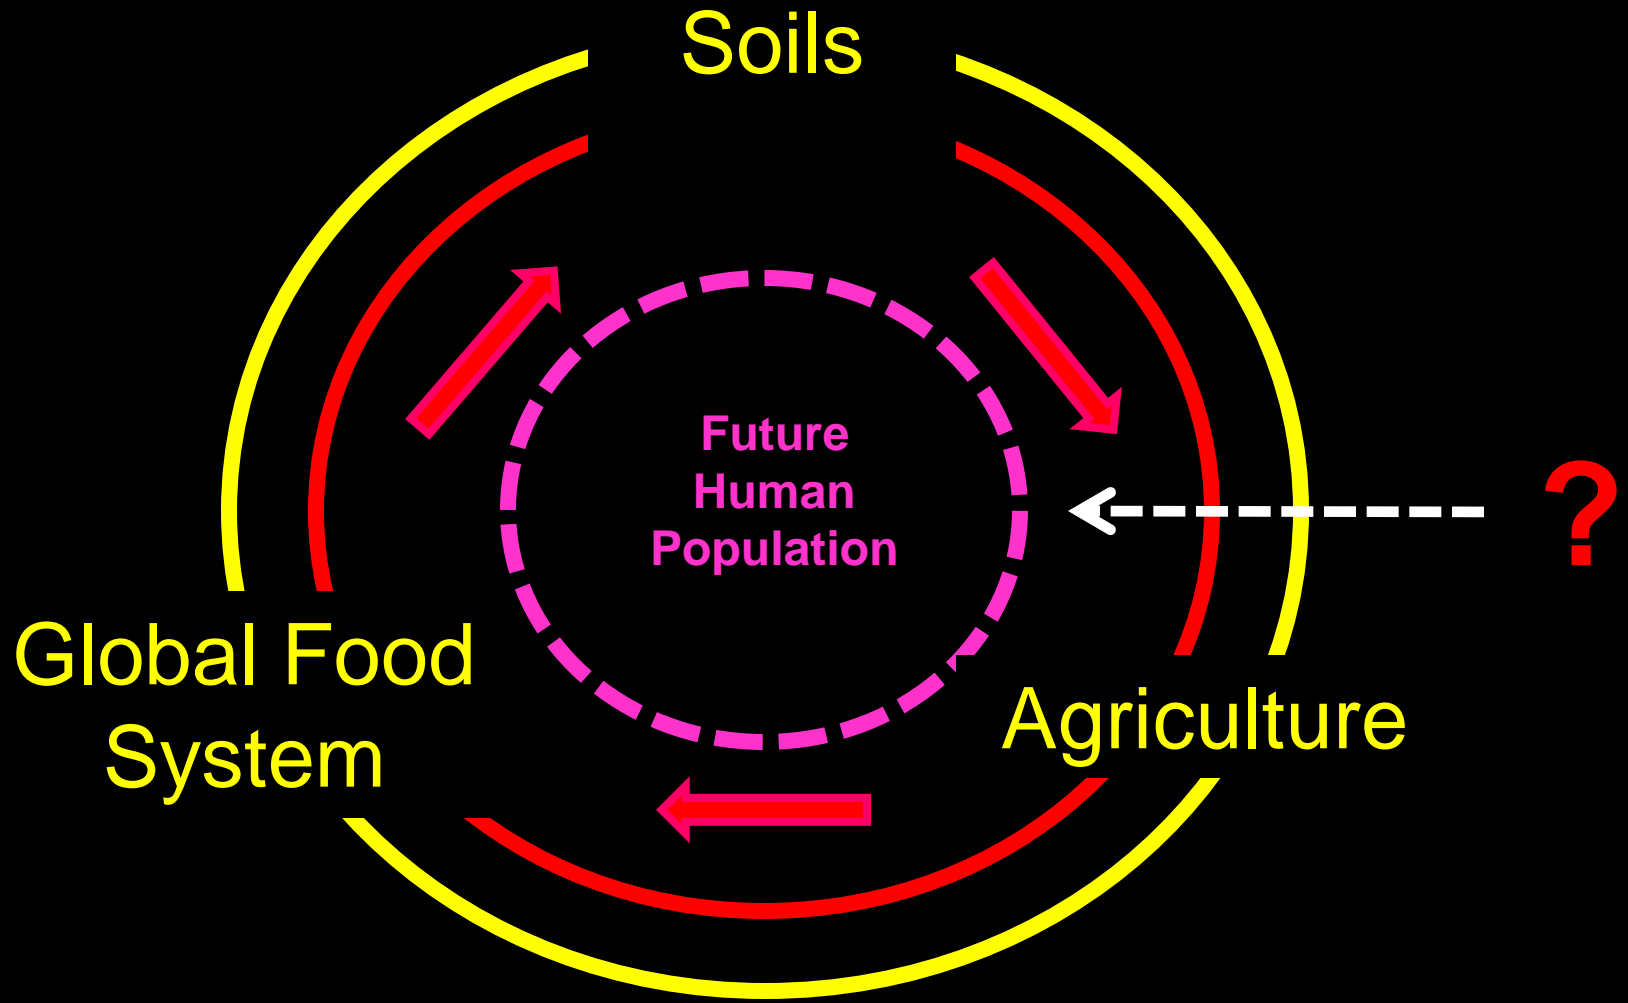 Soils
Future
Human
Population
?
Global Food
System
Agriculture